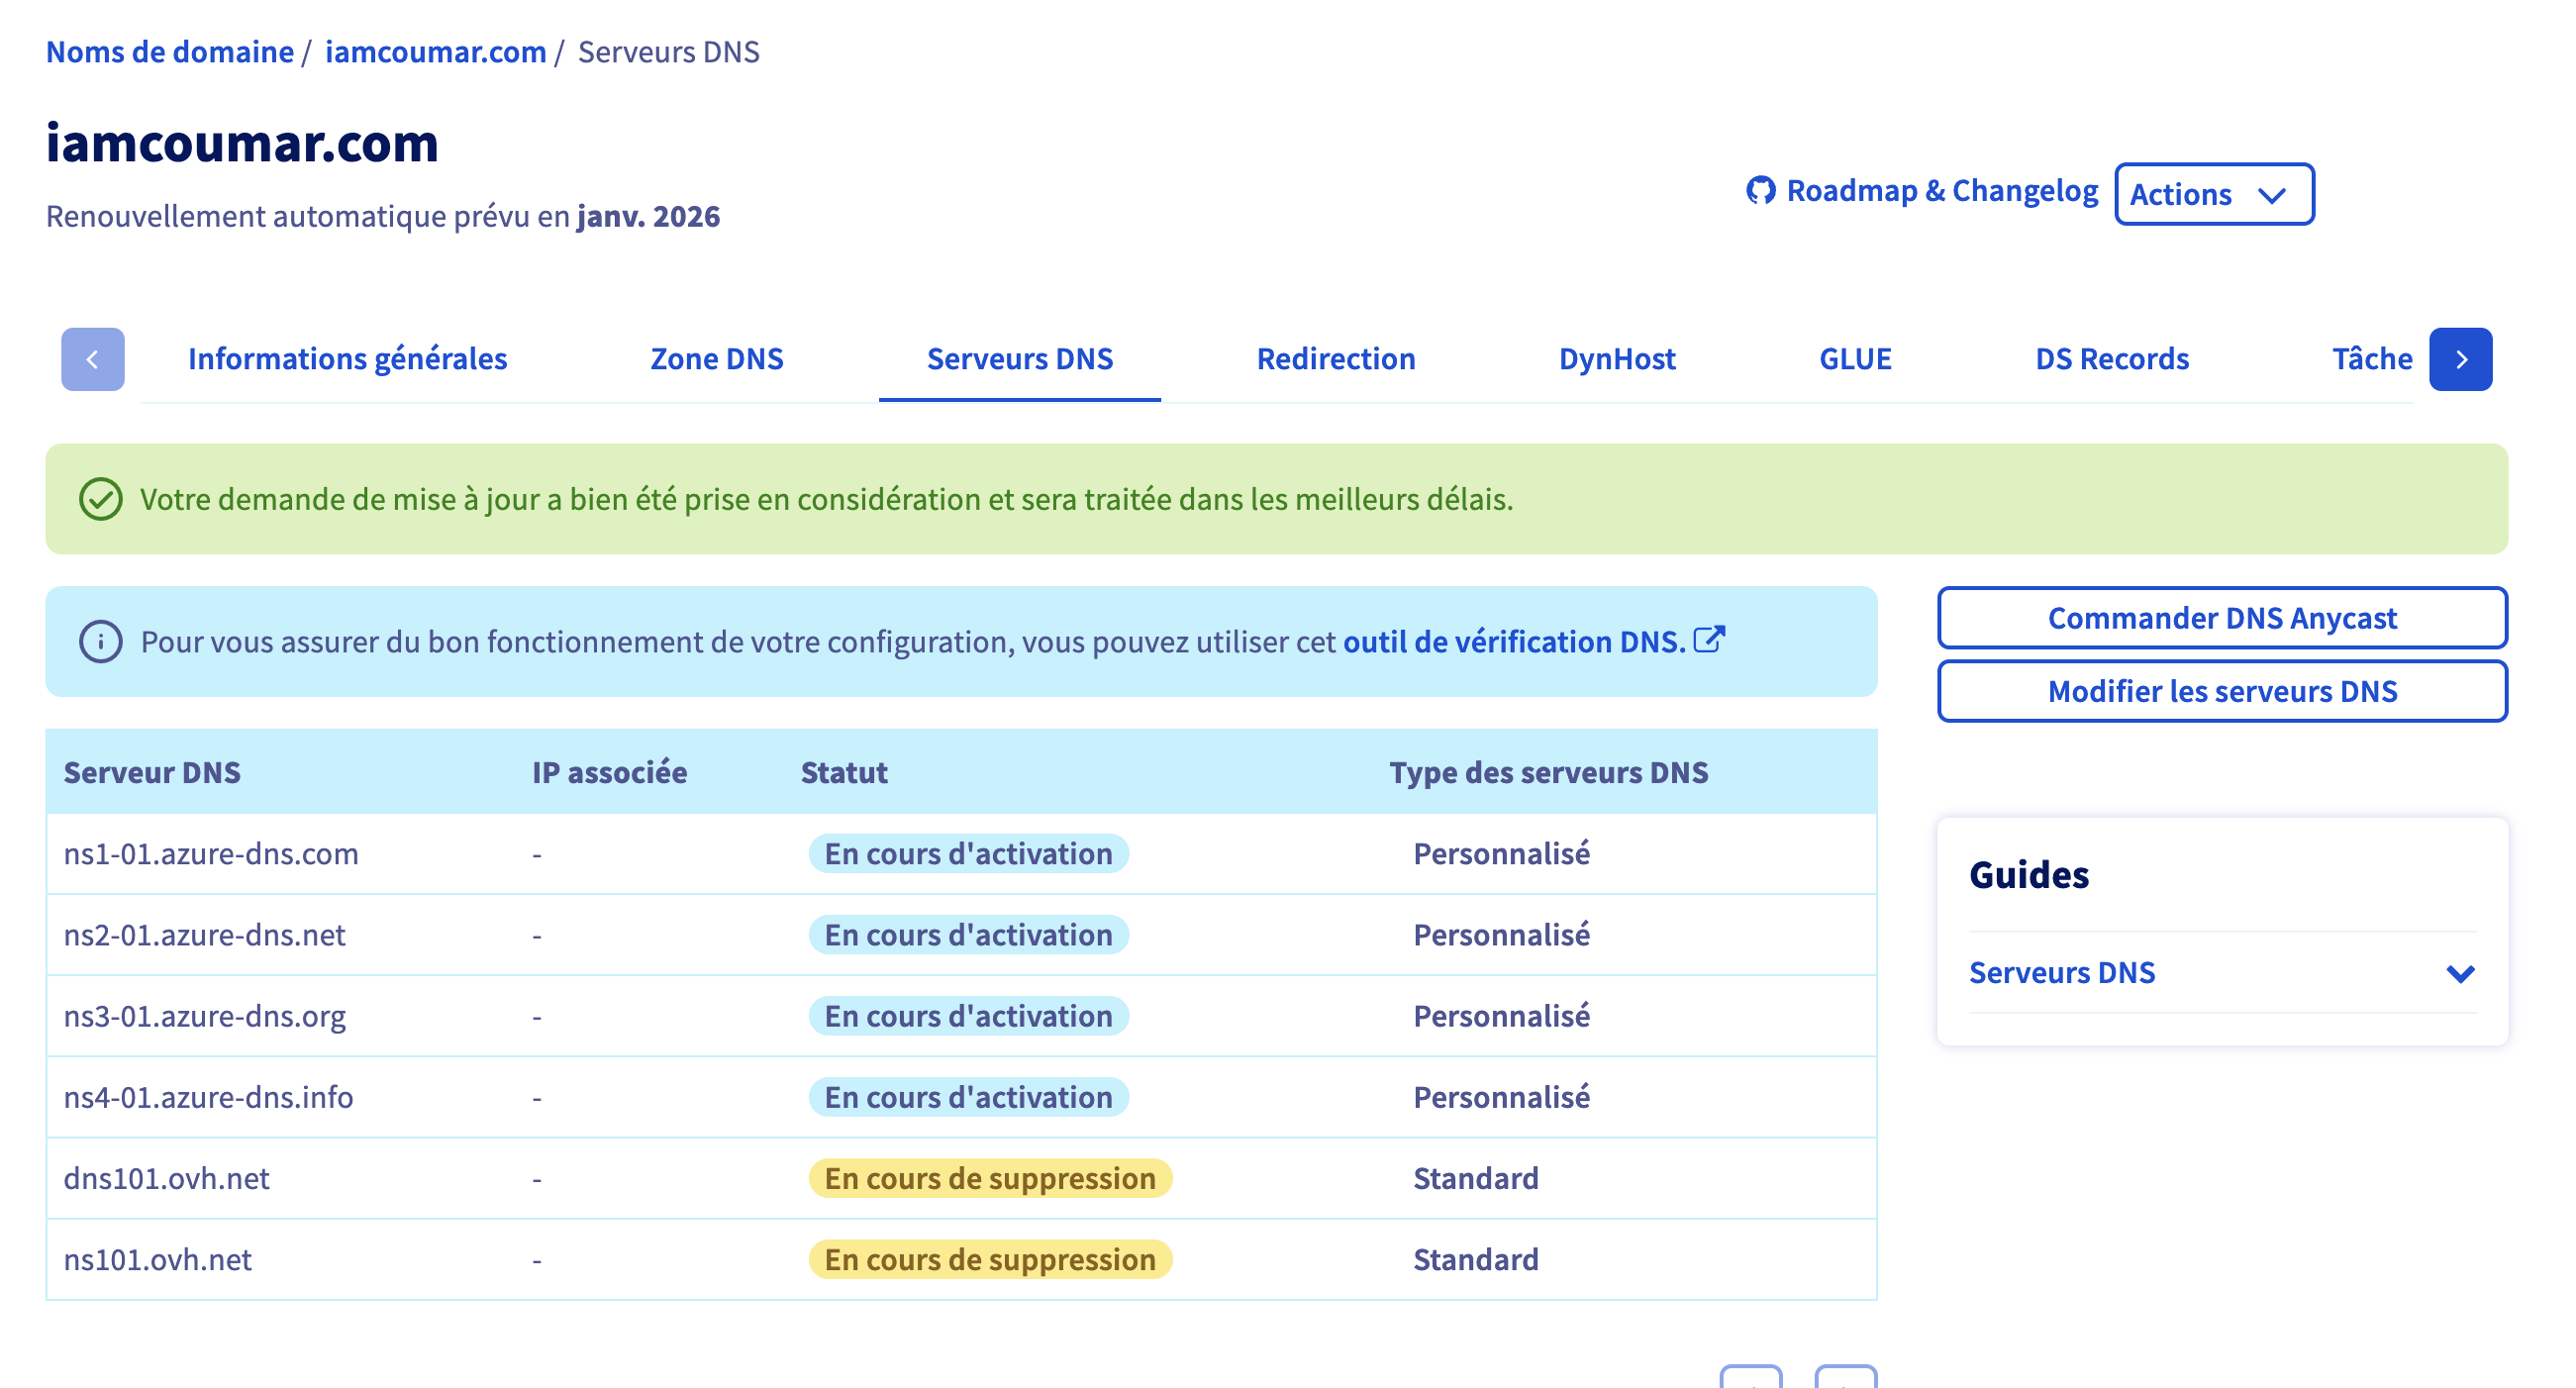 Noms de domaine / iamcoumar.com / Serveurs DNS
iamcoumar.com
Renouvellement automatique prévu en janv. 2026
Roadmap & Changelog
Actions
Informations générales
Zone DNS
Serveurs DNS
Redirection
DynHost
GLUE
DS Records
Tâche
Votre demande de mise à jour a bien été prise en considération et sera traitée dans les meilleurs délais.
Pour vous assurer du bon fonctionnement de votre configuration, vous pouvez utiliser cet outil de vérification DNS.
Commander DNS Anycast
Modifier les serveurs DNS
Serveur DNS IP associée Statut Type des serveurs DNS
ns1-01.azure-dns.com - En cours d'activation Personnalisé
ns2-01.azure-dns.net - En cours d'activation Personnalisé
ns3-01.azure-dns.org - En cours d'activation Personnalisé
ns4-01.azure-dns.info - En cours d'activation Personnalisé
dns101.ovh.net - En cours de suppression Standard
ns101.ovh.net - En cours de suppression Standard
Guides
Serveurs DNS